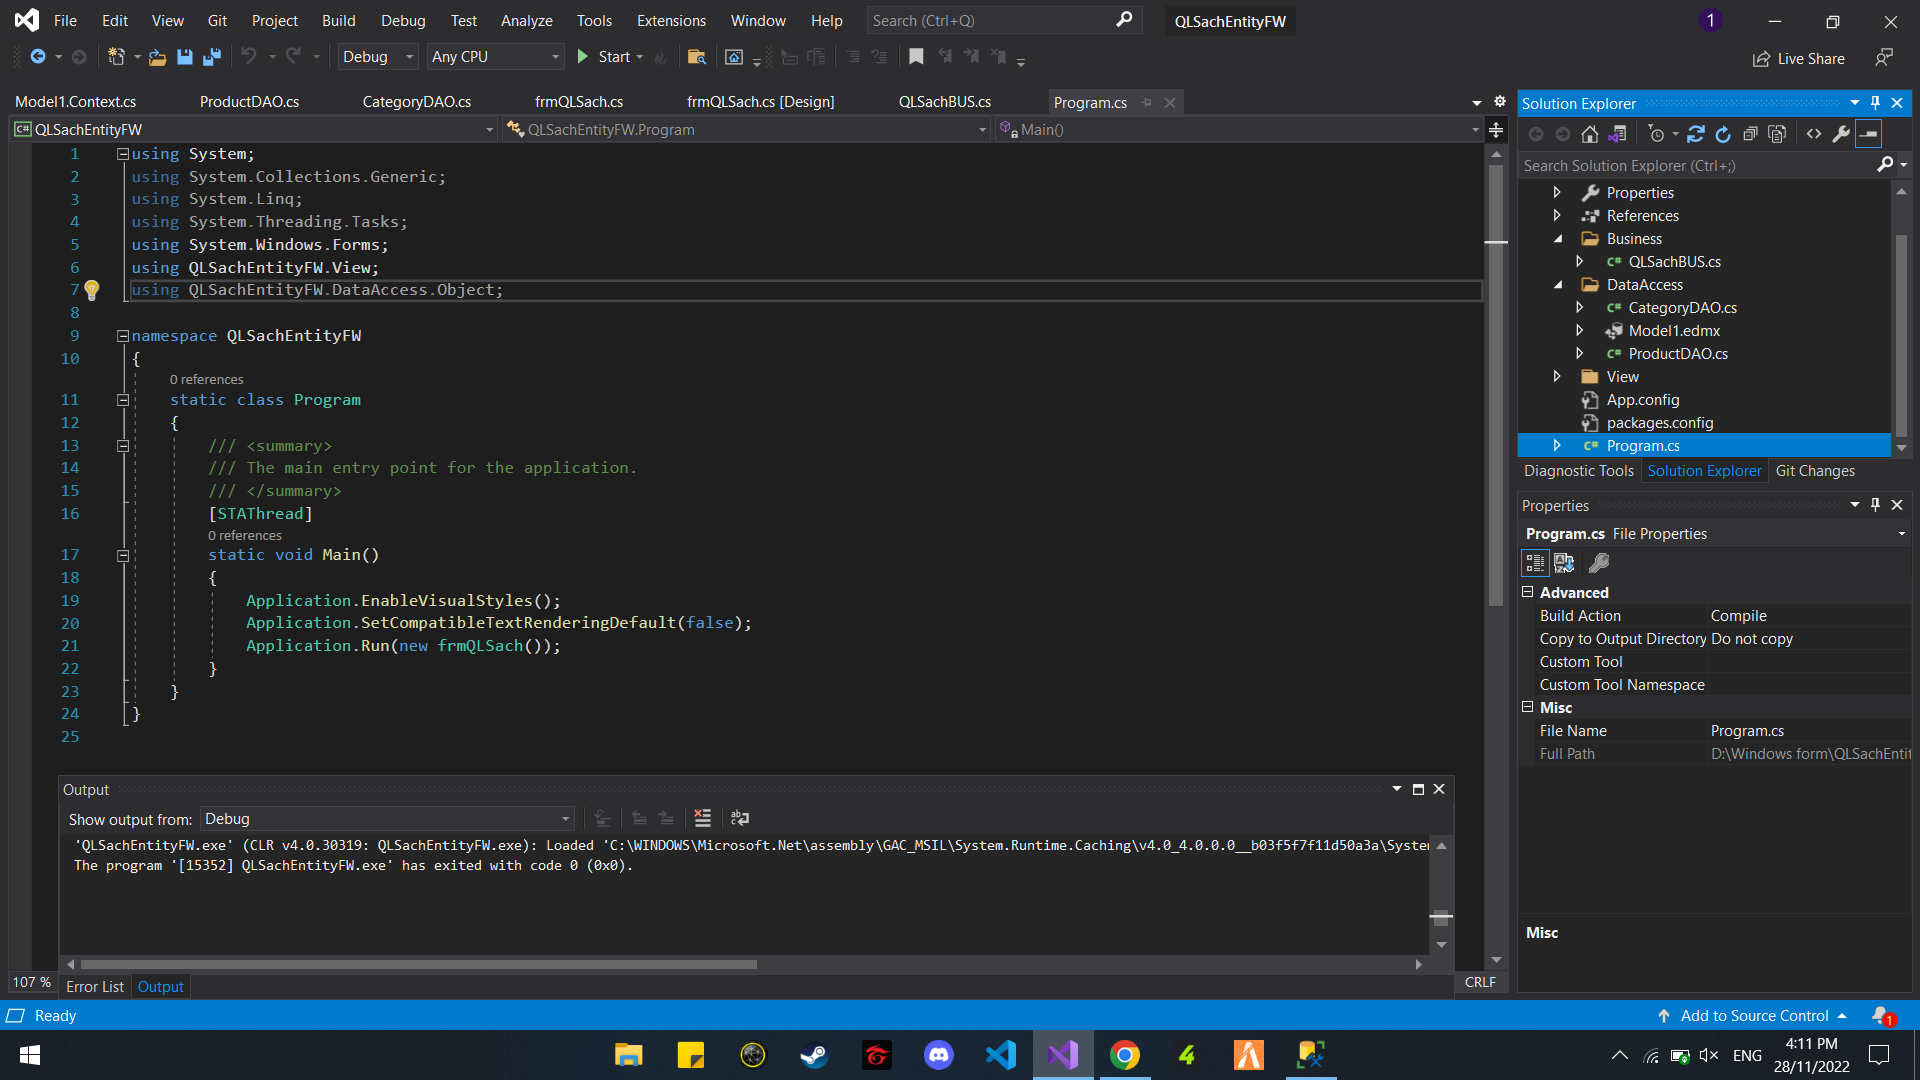 File Edit View Git Project Build Debug Test Analyze Tools Extensions Window Help Search (Ctrl+Q) QLSachEntityFW 1
Debug Any CPU Start Live Share
Model1.Context.cs ProductDAO.cs CategoryDAO.cs frmQLSach.cs frmQLSach.cs [Design] QLSachBUS.cs Program.cs
QLSachEntityFW QLSachEntityFW.Program Main()
1 using System;
2 using System.Collections.Generic;
3 using System.Linq;
4 using System.Threading.Tasks;
5 using System.Windows.Forms;
6 using QLSachEntityFW.View;
7 using QLSachEntityFW.DataAccess.Object;
8
9 namespace QLSachEntityFW
10 {
0 references
11 static class Program
12 {
13 /// <summary>
14 /// The main entry point for the application.
15 /// </summary>
16 [STAThread]
0 references
17 static void Main()
18 {
19 Application.EnableVisualStyles();
20 Application.SetCompatibleTextRenderingDefault(false);
21 Application.Run(new frmQLSach());
22 }
23 }
24 }
25
Output
Show output from: Debug
'QLSachEntityFW.exe' (CLR v4.0.30319: QLSachEntityFW.exe): Loaded 'C:\WINDOWS\Microsoft.Net\assembly\GAC_MSIL\System.Runtime.Caching\v4.0_4.0.0.0__b03f5f7f11d50a3a\System
The program '[15352] QLSachEntityFW.exe' has exited with code 0 (0x0).
107 %
Error List Output
CRLF
Solution Explorer
Search Solution Explorer (Ctrl+;)
Properties
References
Business
QLSachBUS.cs
DataAccess
CategoryDAO.cs
Model1.edmx
ProductDAO.cs
View
App.config
packages.config
Program.cs
Diagnostic Tools Solution Explorer Git Changes
Properties
Program.cs File Properties
Advanced
Build Action Compile
Copy to Output Directory Do not copy
Custom Tool
Custom Tool Namespace
Misc
File Name Program.cs
Full Path D:\Windows form\QLSachEntit
Misc
Ready Add to Source Control 1
ENG 4:11 PM
28/11/2022